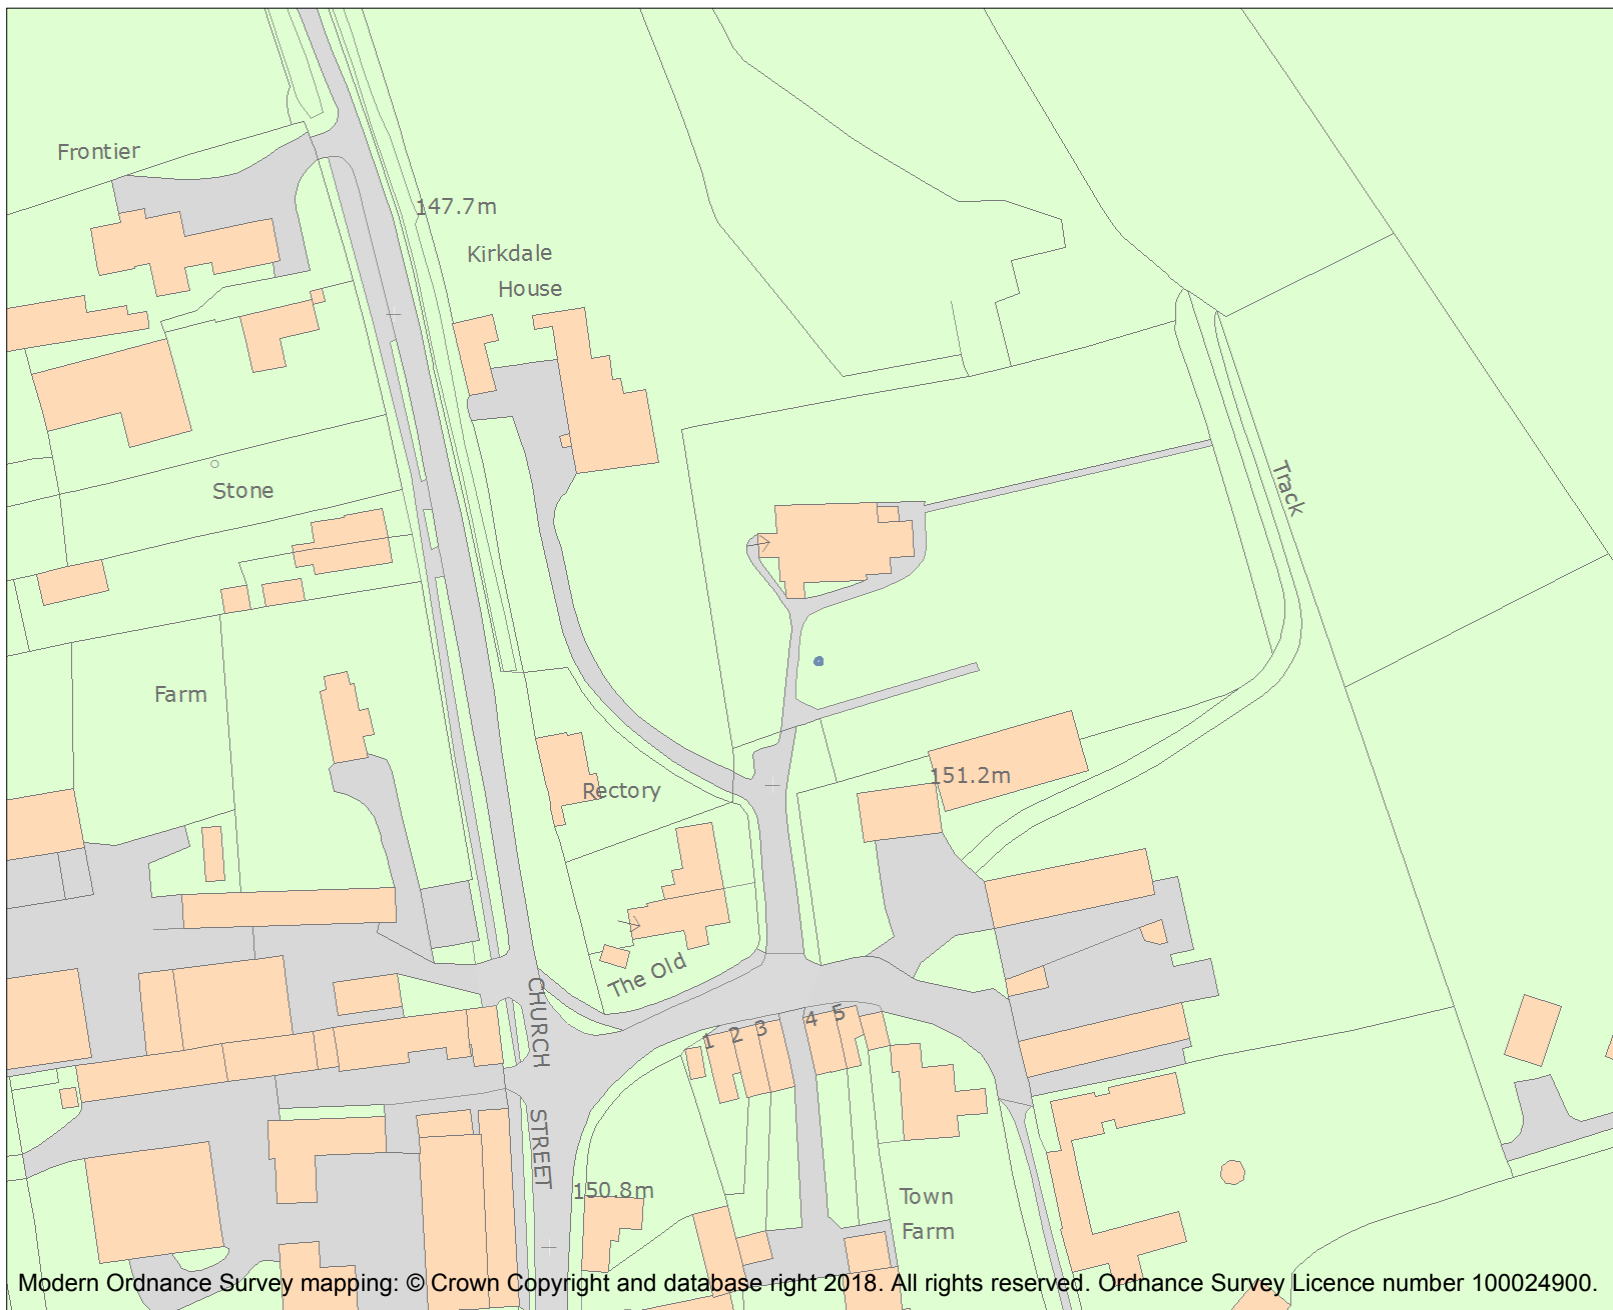 Frontier
147.7m
Kirkdale
House
Track
Stone
Farm
151.2m
Rectory
The Old
CHURCH
STREET
1 2 3 4 5
150.8m
Town
Farm
Modern Ordnance Survey mapping: © Crown Copyright and database right 2018. All rights reserved. Ordnance Survey Licence number 100024900.